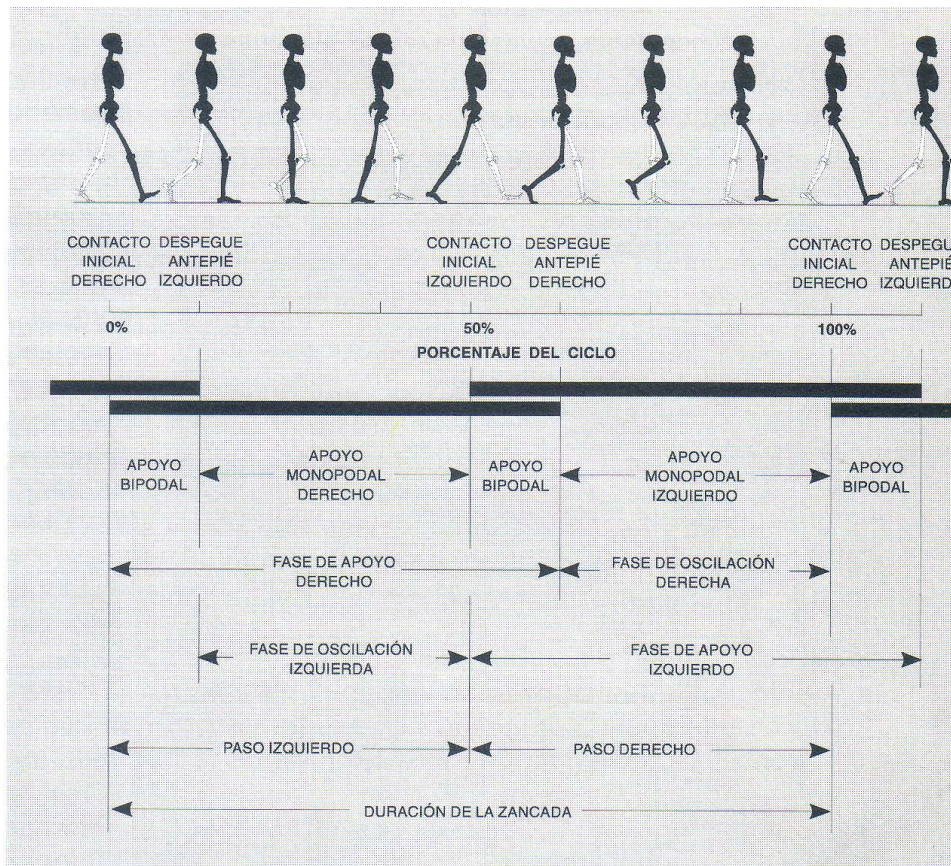 CONTACTO INICIAL DERECHO
DESPEGUE ANTEPIÉ IZQUIERDO
CONTACTO INICIAL IZQUIERDO
DESPEGUE ANTEPIÉ DERECHO
CONTACTO INICIAL DERECHO
DESPEGUE ANTEPIÉ
0%
50%
100%
PORCENTAJE DEL CICLO
APOYO BIPODAL
APOYO MONOPODAL DERECHO
APOYO BIPODAL
APOYO MONOPODAL IZQUIERDO
APOYO BIPODAL
FASE DE APOYO DERECHO
FASE DE OSCILACIÓN DERECHA
FASE DE OSCILACIÓN IZQUIERDA
FASE DE APOYO IZQUIERDO
PASO IZQUIERDO
PASO DERECHO
DURACIÓN DE LA ZANCADA